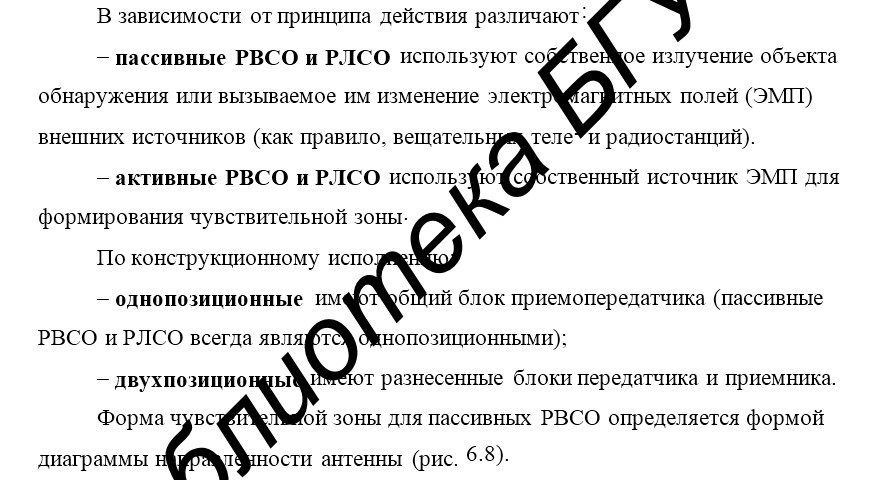 В зависимости от принципа действия различают:
– пассивные РВСО и РЛСО используют собственное излучение объекта
обнаружения или вызываемое им изменение электромагнитных полей (ЭМП)
внешних источников (как правило, вещательных теле- и радиостанций).
– активные РВСО и РЛСО используют собственный источник ЭМП для
формирования чувствительной зоны.
По конструкционному исполнению:
– однопозиционные имеют общий блок приемопередатчика (пассивные
РВСО и РЛСО всегда являются однопозиционными);
– двухпозиционные имеют разнесенные блоки передатчика и приемника.
Форма чувствительной зоны для пассивных РВСО определяется формой
диаграммы направленности антенны (рис. 6.8).
блиотека БГУ